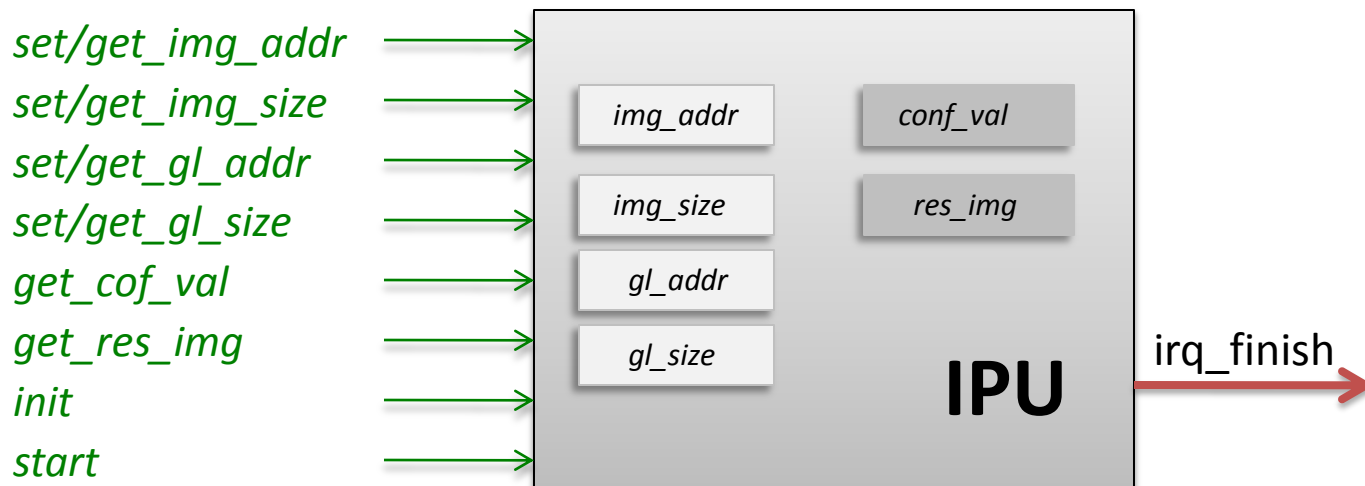 set/get_img_addr
set/get_img_size
set/get_gl_addr
set/get_gl_size
get_cof_val
get_res_img
init
start
img_addr
img_size
gl_addr
gl_size
conf_val
res_img
IPU
irq_finish